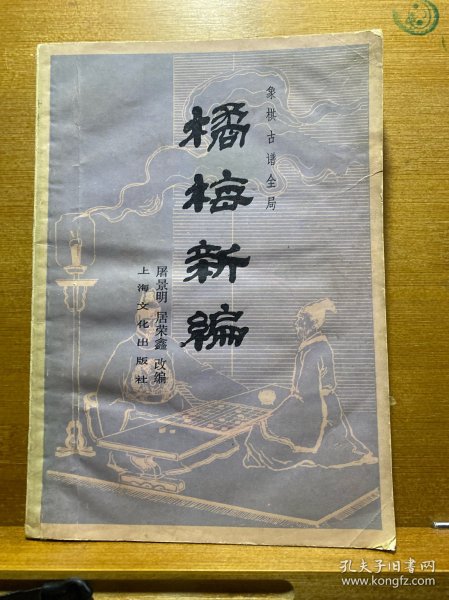 象棋古谱全局
橘梅新编
屠景明 居荣鑫 改编
上海文化出版社
孔夫子旧书网
www.kongfz.com